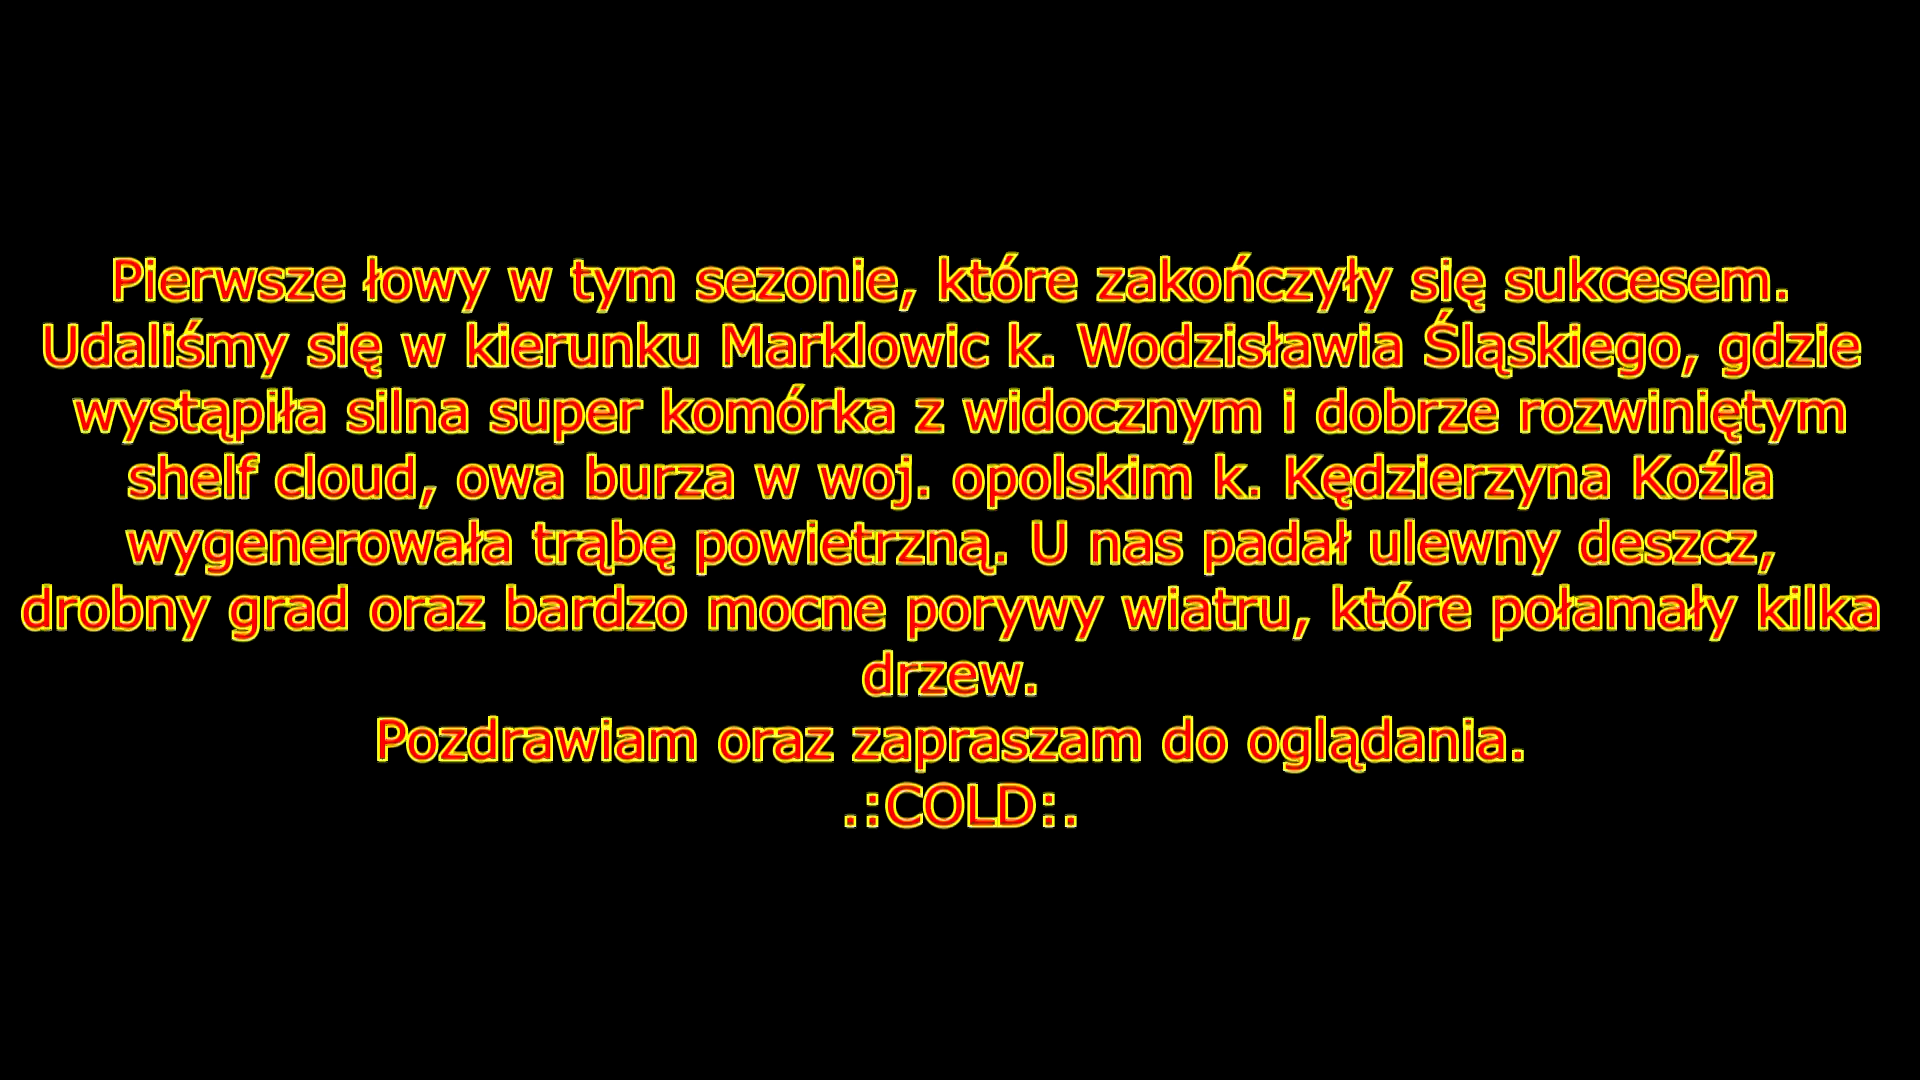 Pierwsze łowy w tym sezonie, które zakończyły się sukcesem.
Udaliśmy się w kierunku Marklowic k. Wodzisławia Śląskiego, gdzie
wystąpiła silna super komórka z widocznym i dobrze rozwiniętym
shelf cloud, owa burza w woj. opolskim k. Kędzierzyna Koźla
wygenerowała trąbę powietrzną. U nas padał ulewny deszcz,
drobny grad oraz bardzo mocne porywy wiatru, które połamały kilka
drzew.
Pozdrawiam oraz zapraszam do oglądania.
.:COLD:.